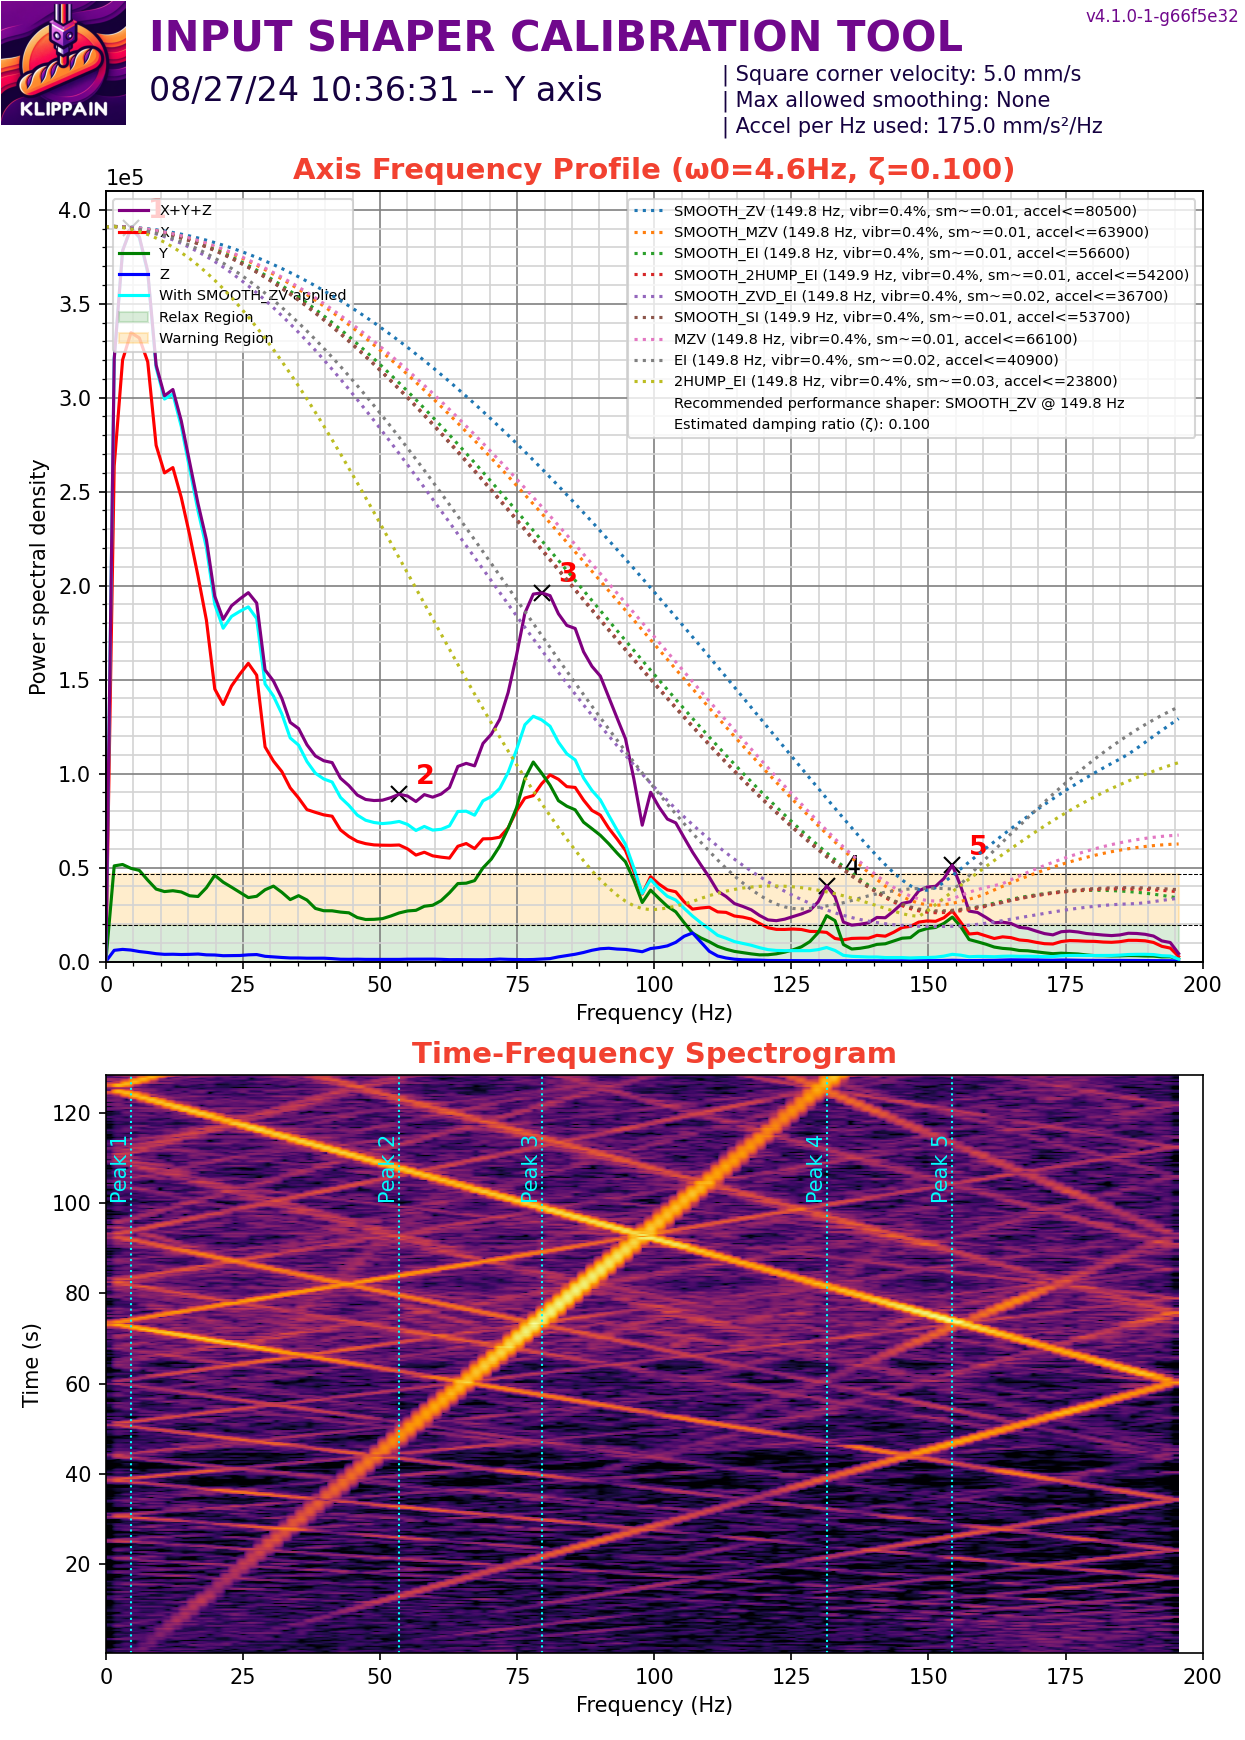 v4.1.0-1-g66f5e32
INPUT SHAPER CALIBRATION TOOL
08/27/24 10:36:31 -- Y axis
| Square corner velocity: 5.0 mm/s
| Max allowed smoothing: None
| Accel per Hz used: 175.0 mm/s²/Hz
KLIPPAIN
Axis Frequency Profile (ω0=4.6Hz, ζ=0.100)
1e5
X+Y+Z
X
Y
Z
With SMOOTH_ZV applied
Relax Region
Warning Region
SMOOTH_ZV (149.8 Hz, vibr=0.4%, sm~=0.01, accel<=80500)
SMOOTH_MZV (149.8 Hz, vibr=0.4%, sm~=0.01, accel<=63900)
SMOOTH_EI (149.8 Hz, vibr=0.4%, sm~=0.01, accel<=56600)
SMOOTH_2HUMP_EI (149.9 Hz, vibr=0.4%, sm~=0.01, accel<=54200)
SMOOTH_ZVD_EI (149.8 Hz, vibr=0.4%, sm~=0.02, accel<=36700)
SMOOTH_SI (149.9 Hz, vibr=0.4%, sm~=0.01, accel<=53700)
MZV (149.8 Hz, vibr=0.4%, sm~=0.01, accel<=66100)
EI (149.8 Hz, vibr=0.4%, sm~=0.02, accel<=40900)
2HUMP_EI (149.8 Hz, vibr=0.4%, sm~=0.03, accel<=23800)
Recommended performance shaper: SMOOTH_ZV @ 149.8 Hz
Estimated damping ratio (ζ): 0.100
1
2
3
4
5
4.0
3.5
3.0
2.5
2.0
1.5
1.0
0.5
0.0
Power spectral density
0 25 50 75 100 125 150 175 200
Frequency (Hz)
Time-Frequency Spectrogram
Peak 1
Peak 2
Peak 3
Peak 4
Peak 5
120
100
80
60
40
20
Time (s)
0 25 50 75 100 125 150 175 200
Frequency (Hz)